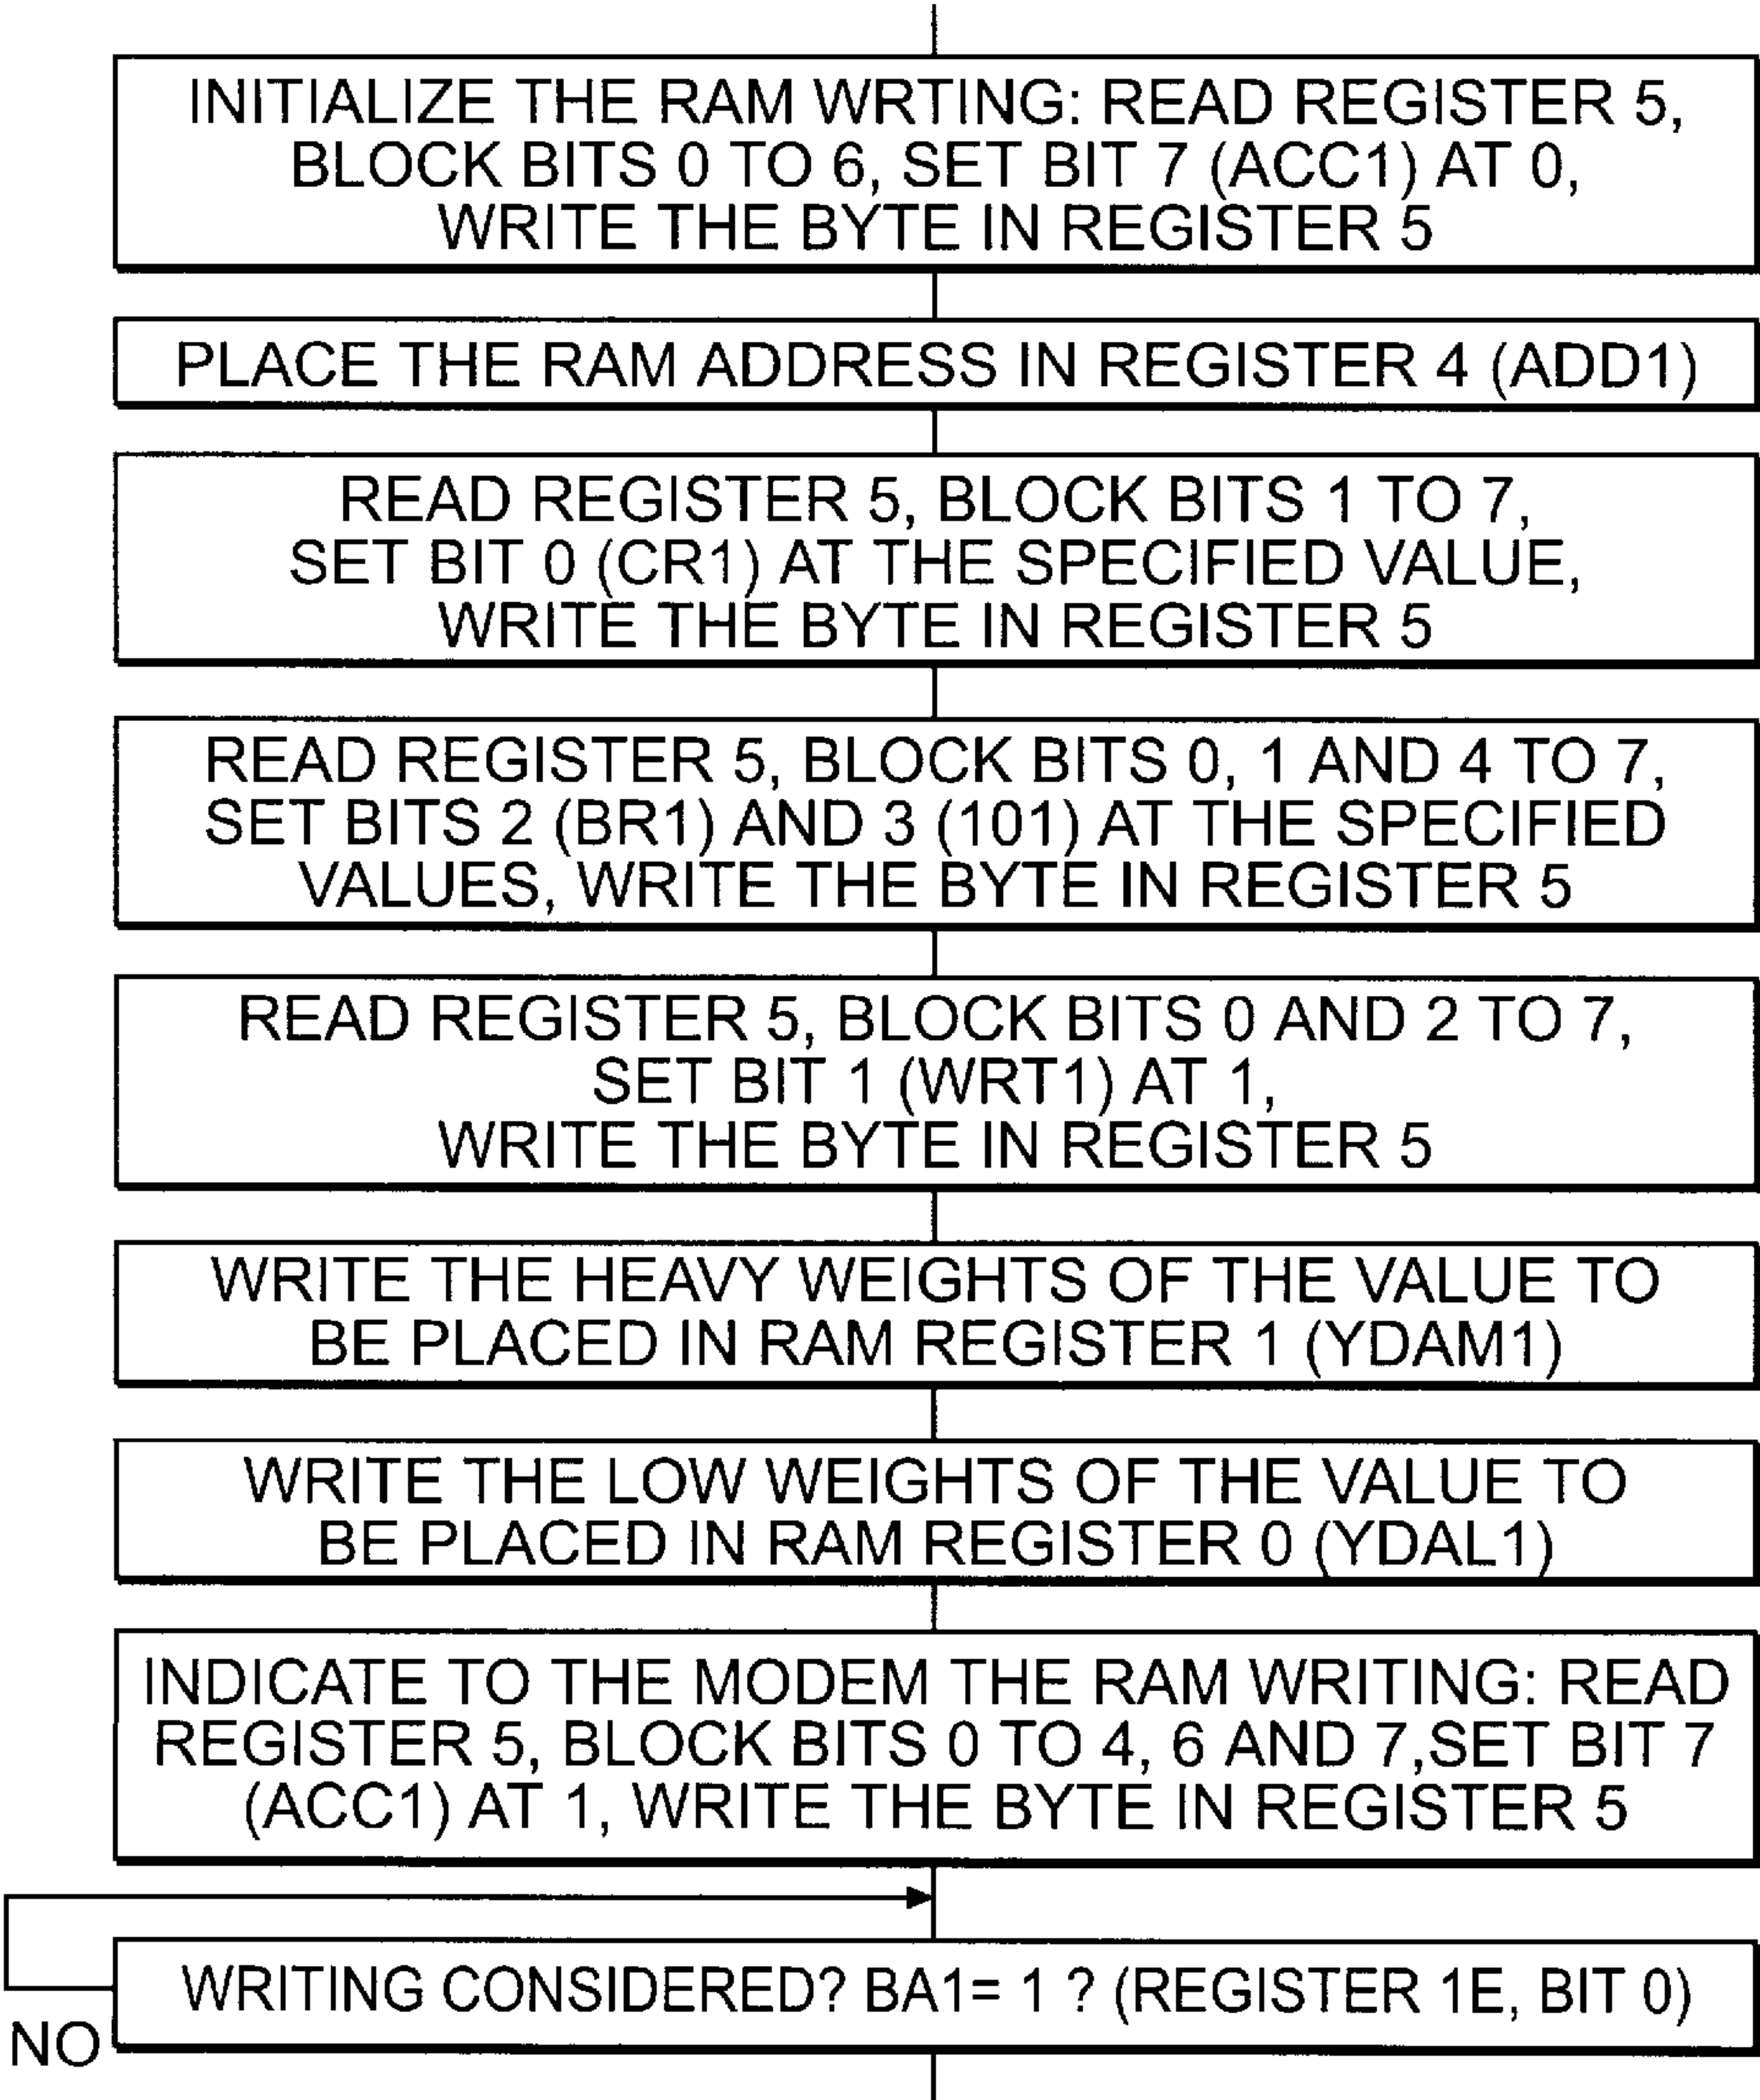 INITIALIZE THE RAM WRTING: READ REGISTER 5,
BLOCK BITS 0 TO 6, SET BIT 7 (ACC1) AT 0,
WRITE THE BYTE IN REGISTER 5
PLACE THE RAM ADDRESS IN REGISTER 4 (ADD1)
READ REGISTER 5, BLOCK BITS 1 TO 7,
SET BIT 0 (CR1) AT THE SPECIFIED VALUE,
WRITE THE BYTE IN REGISTER 5
READ REGISTER 5, BLOCK BITS 0, 1 AND 4 TO 7,
SET BITS 2 (BR1) AND 3 (101) AT THE SPECIFIED
VALUES, WRITE THE BYTE IN REGISTER 5
READ REGISTER 5, BLOCK BITS 0 AND 2 TO 7,
SET BIT 1 (WRT1) AT 1,
WRITE THE BYTE IN REGISTER 5
WRITE THE HEAVY WEIGHTS OF THE VALUE TO
BE PLACED IN RAM REGISTER 1 (YDAM1)
WRITE THE LOW WEIGHTS OF THE VALUE TO
BE PLACED IN RAM REGISTER 0 (YDAL1)
INDICATE TO THE MODEM THE RAM WRITING: READ
REGISTER 5, BLOCK BITS 0 TO 4, 6 AND 7,SET BIT 7
(ACC1) AT 1, WRITE THE BYTE IN REGISTER 5
WRITING CONSIDERED? BA1= 1 ? (REGISTER 1E, BIT 0)
NO